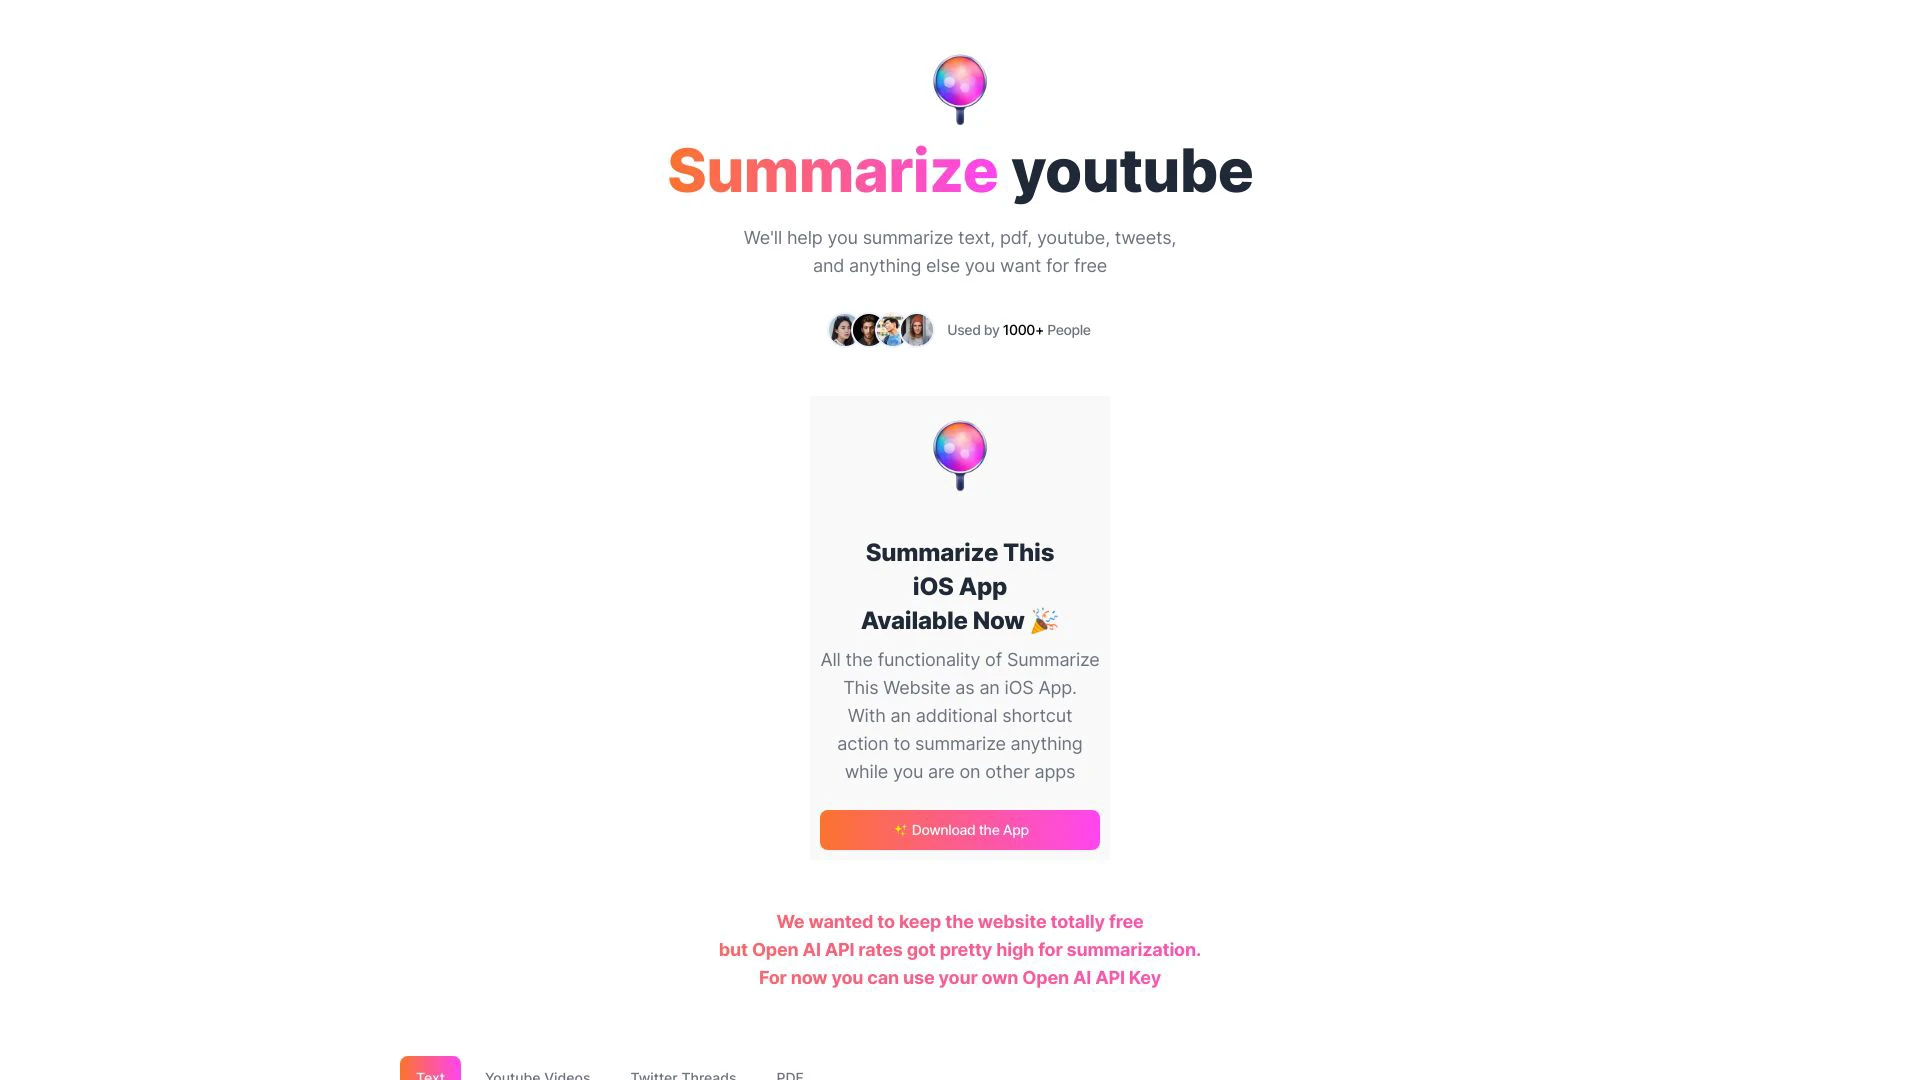 Summarize youtube
We'll help you summarize text, pdf, youtube, tweets,
and anything else you want for free
Used by 1000+ People
Summarize This
iOS App
Available Now 🎉
All the functionality of Summarize
This Website as an iOS App.
With an additional shortcut
action to summarize anything
while you are on other apps
✨ Download the App
We wanted to keep the website totally free
but Open AI API rates got pretty high for summarization.
For now you can use your own Open AI API Key
Text Youtube Videos Twitter Threads PDF